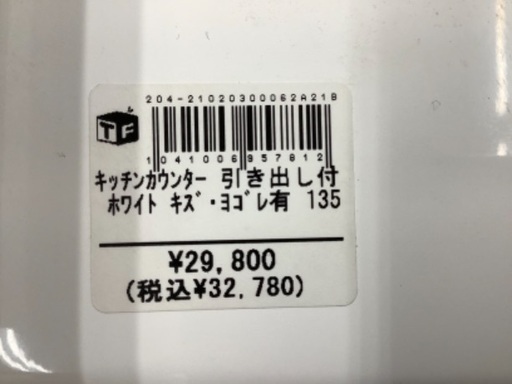 204-21020300062A21B
TF
1041006957812
キッチンカウンター 引き出し付
ホワイト キズ・ヨゴレ有 135
¥29,800
(税込¥32,780)